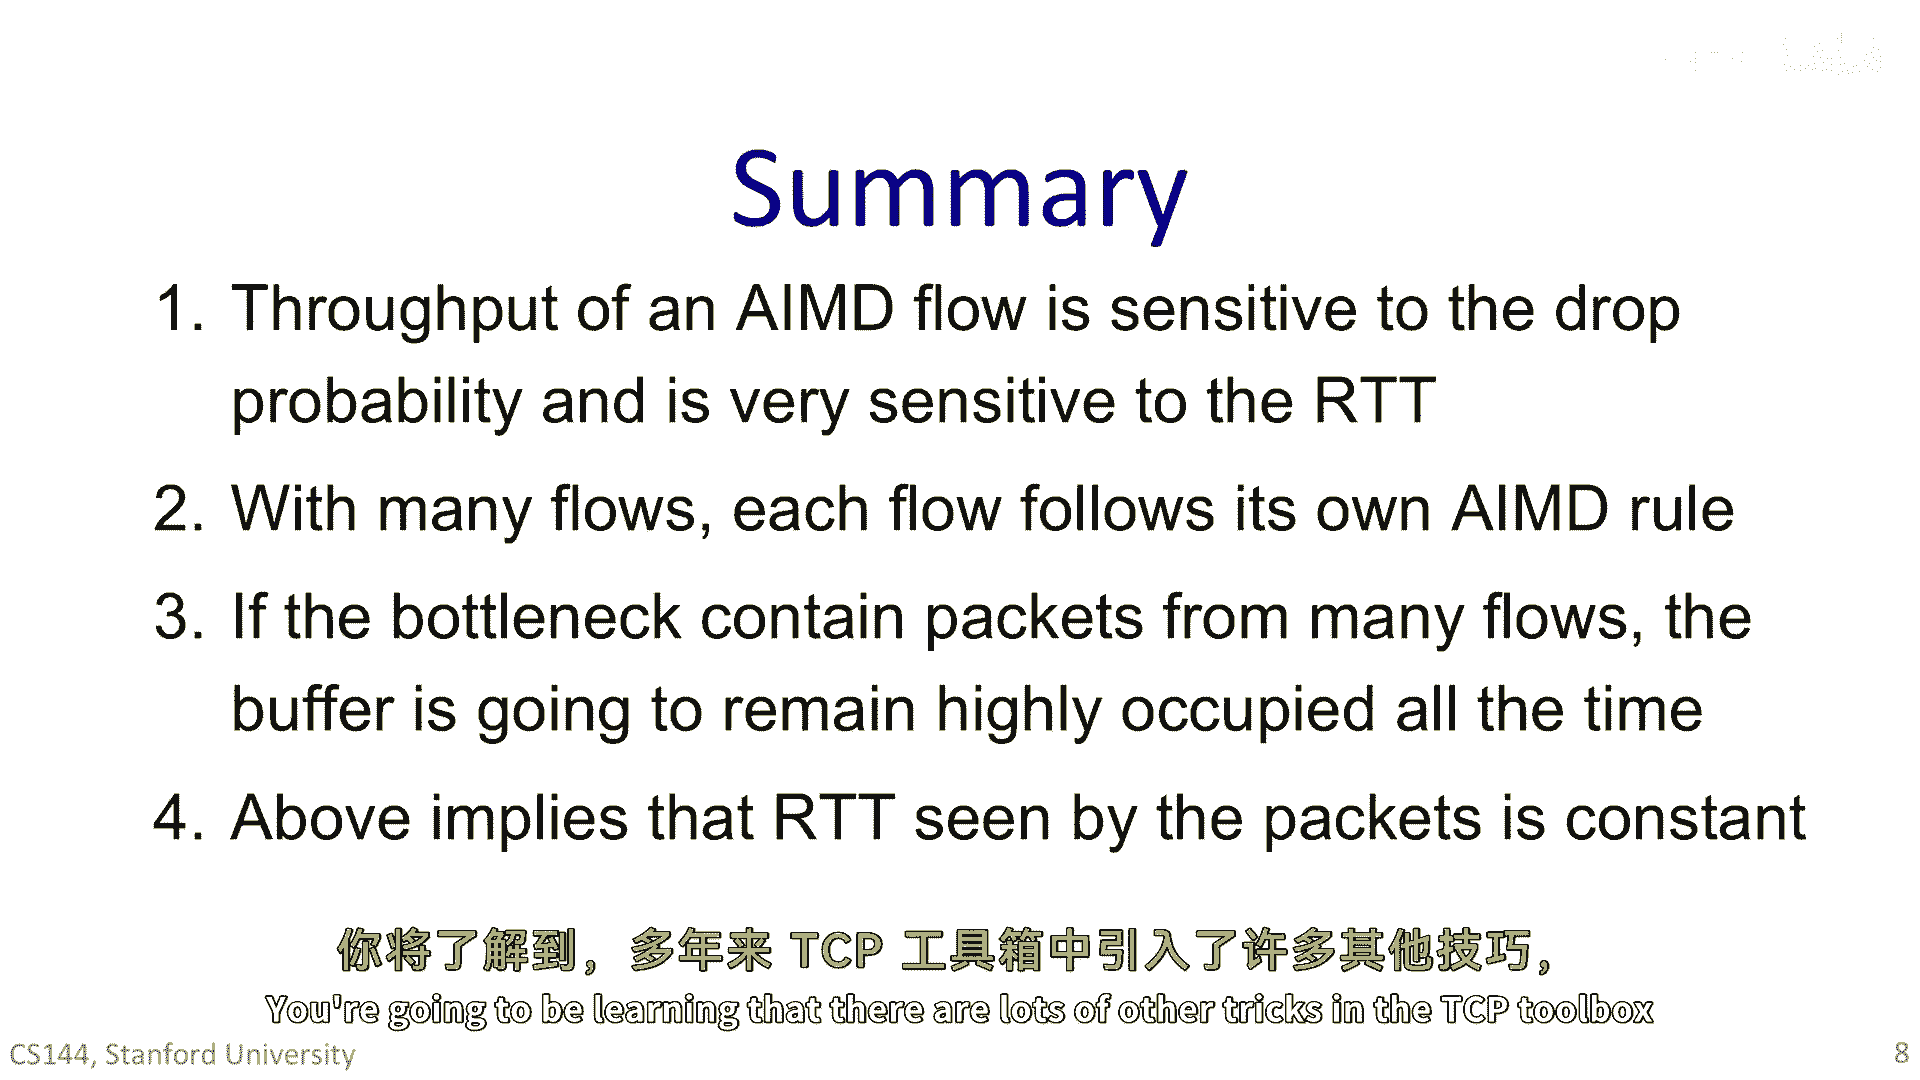 Summary
1. Throughput of an AIMD flow is sensitive to the drop
probability and is very sensitive to the RTT
2. With many flows, each flow follows its own AIMD rule
3. If the bottleneck contain packets from many flows, the
buffer is going to remain highly occupied all the time
4. Above implies that RTT seen by the packets is constant
你将了解到，多年来 TCP 工具箱中引入了许多其他技巧，
You're going to be learning that there are lots of other tricks in the TCP toolbox
CS144, Stanford University
8